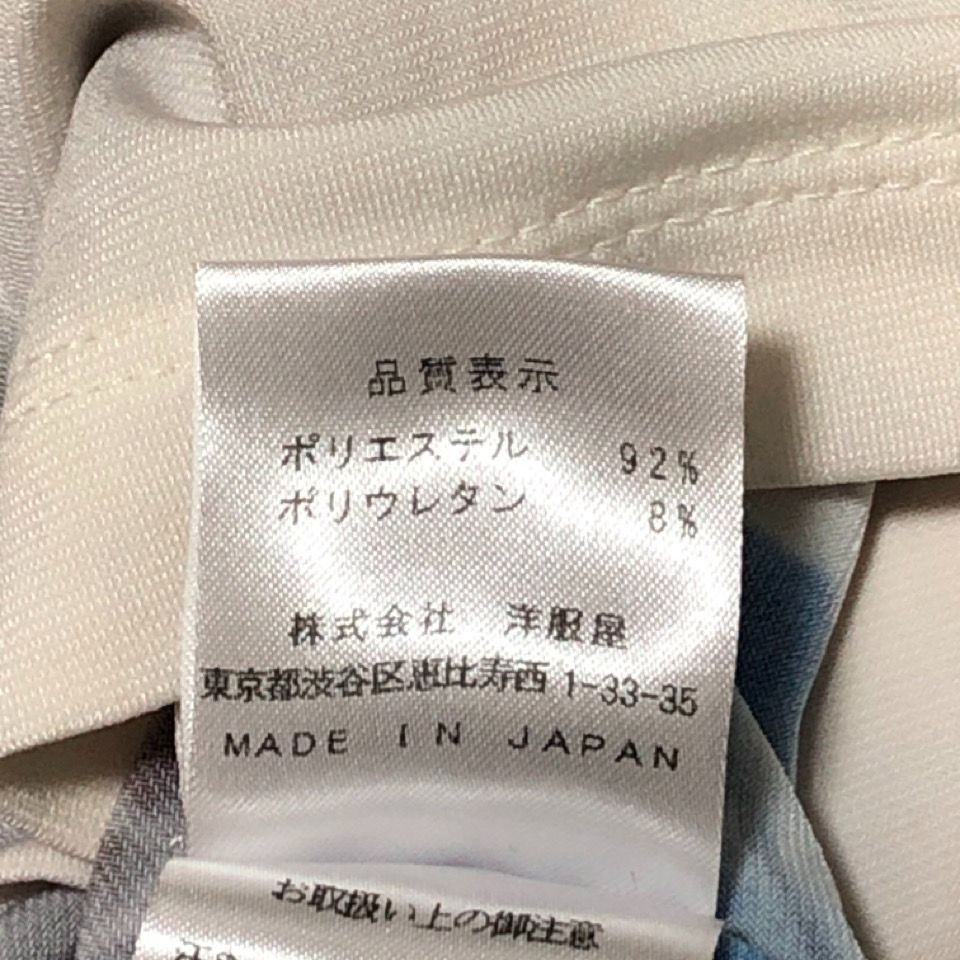 品質表示
ポリエステル 92%
ポリウレタン 8%
株式会社 洋服屋
東京都渋谷区恵比寿西1-33-35
MADE IN JAPAN
お取扱い上の御注意